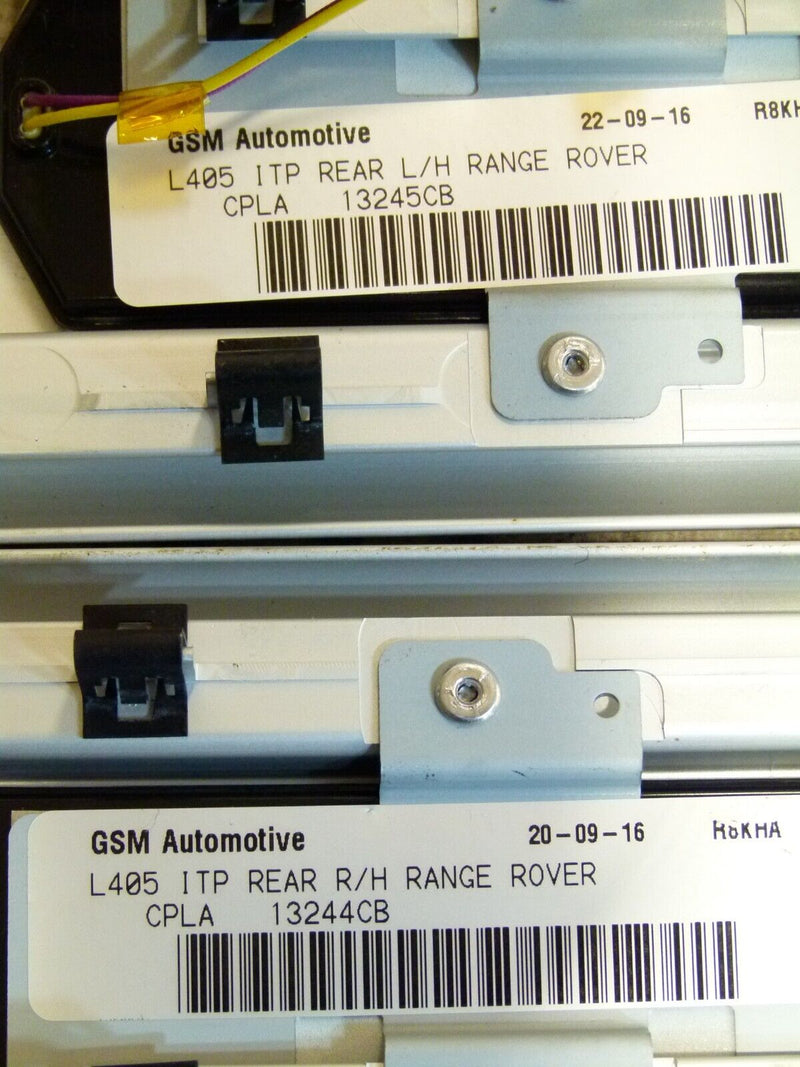 GSM Automotive 22-09-16 R8KH
L405 ITP REAR L/H RANGE ROVER
CPLA 13245CB
GSM Automotive 20-09-16 R8KHA
L405 ITP REAR R/H RANGE ROVER
CPLA 13244CB